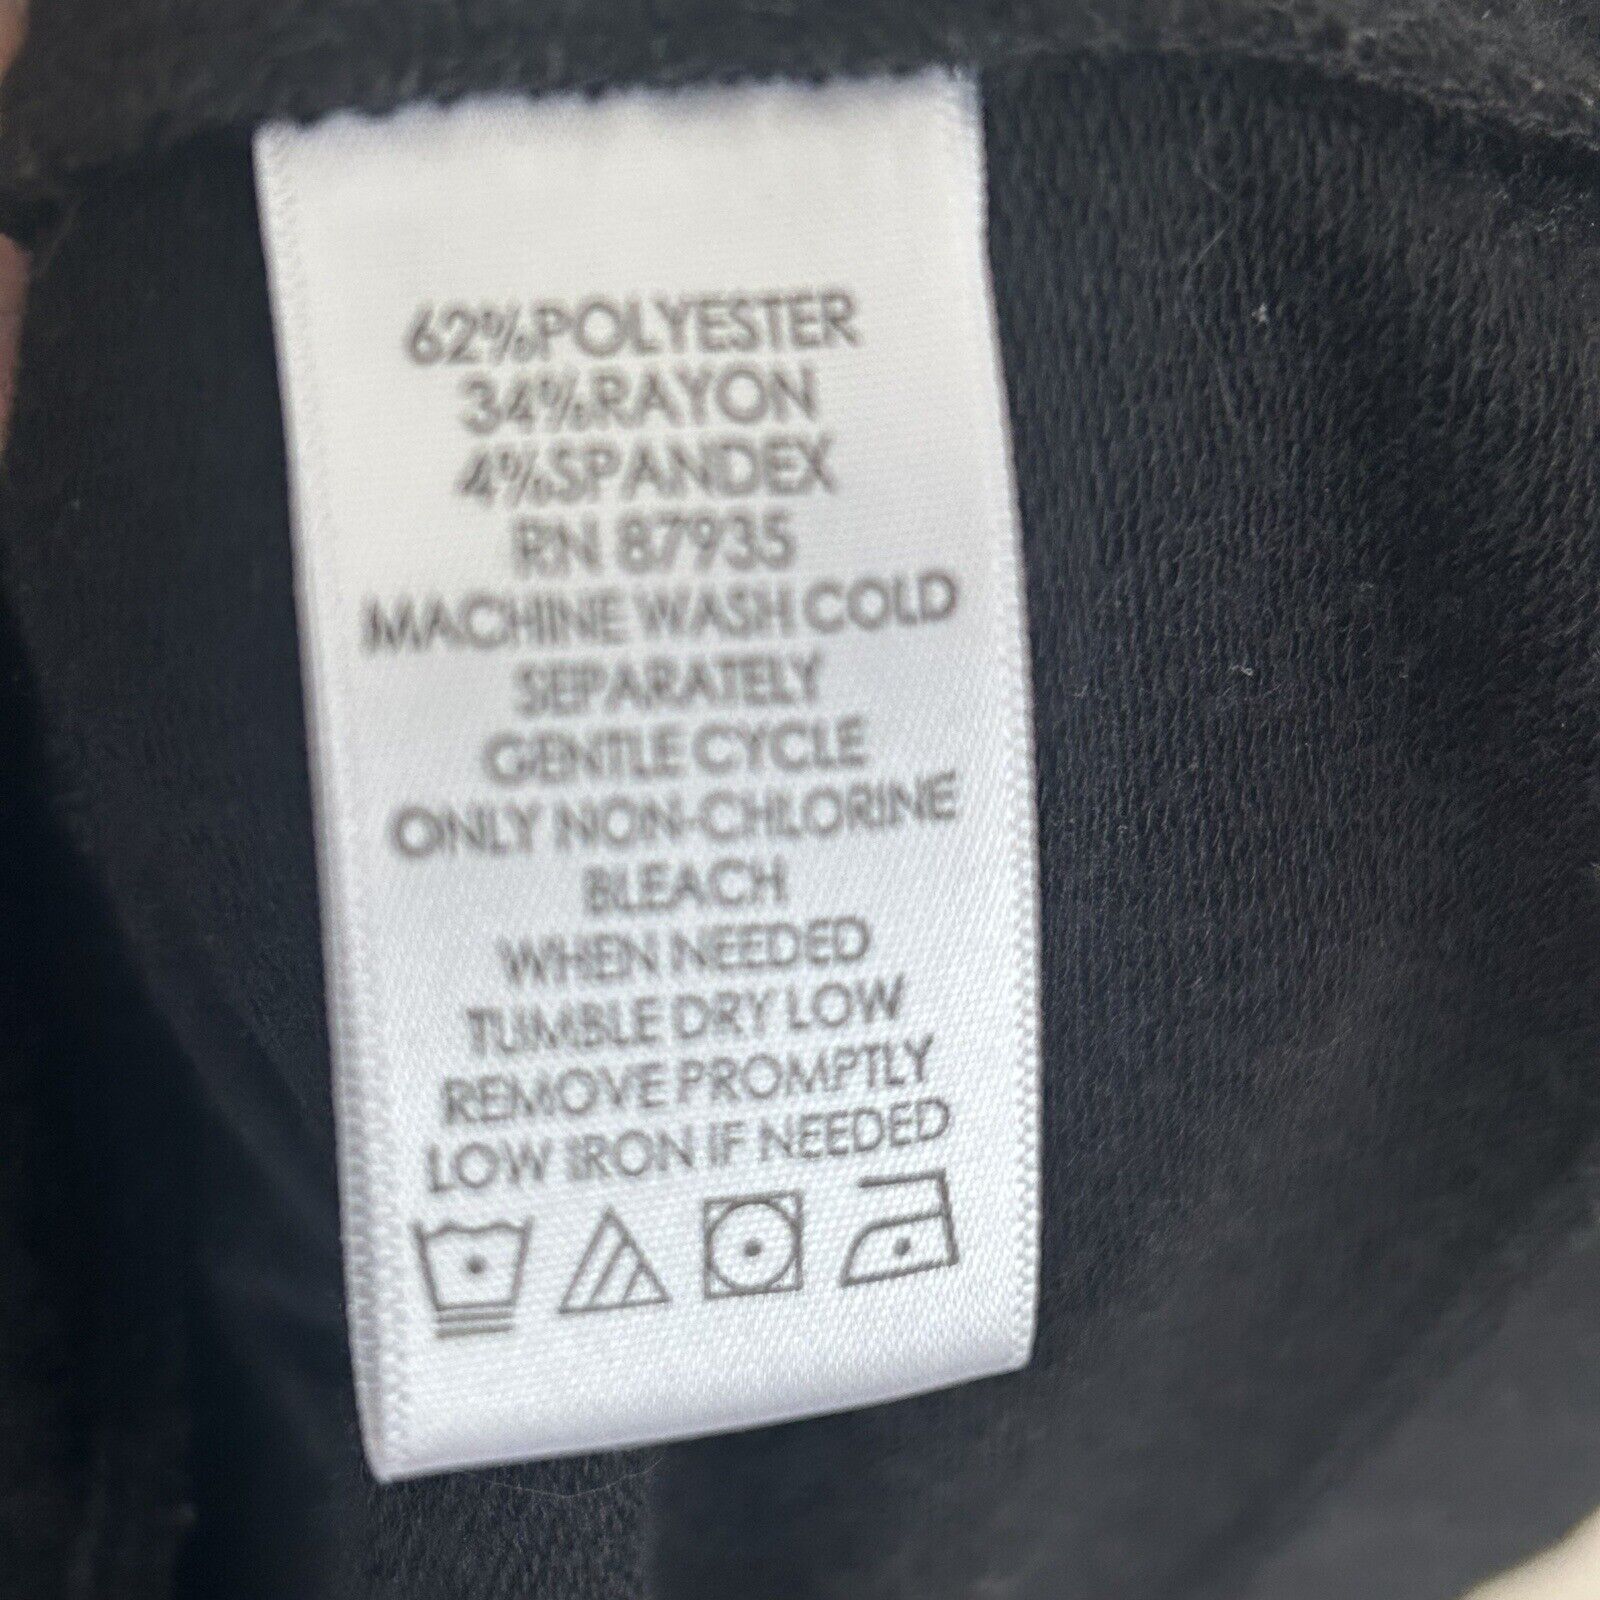 62%POLYESTER
34%RAYON
4%SPANDEX
RN 87935
MACHINE WASH COLD
SEPARATELY
GENTLE CYCLE
ONLY NON-CHLORINE
BLEACH
WHEN NEEDED
TUMBLE DRY LOW
REMOVE PROMPTLY
LOW IRON IF NEEDED